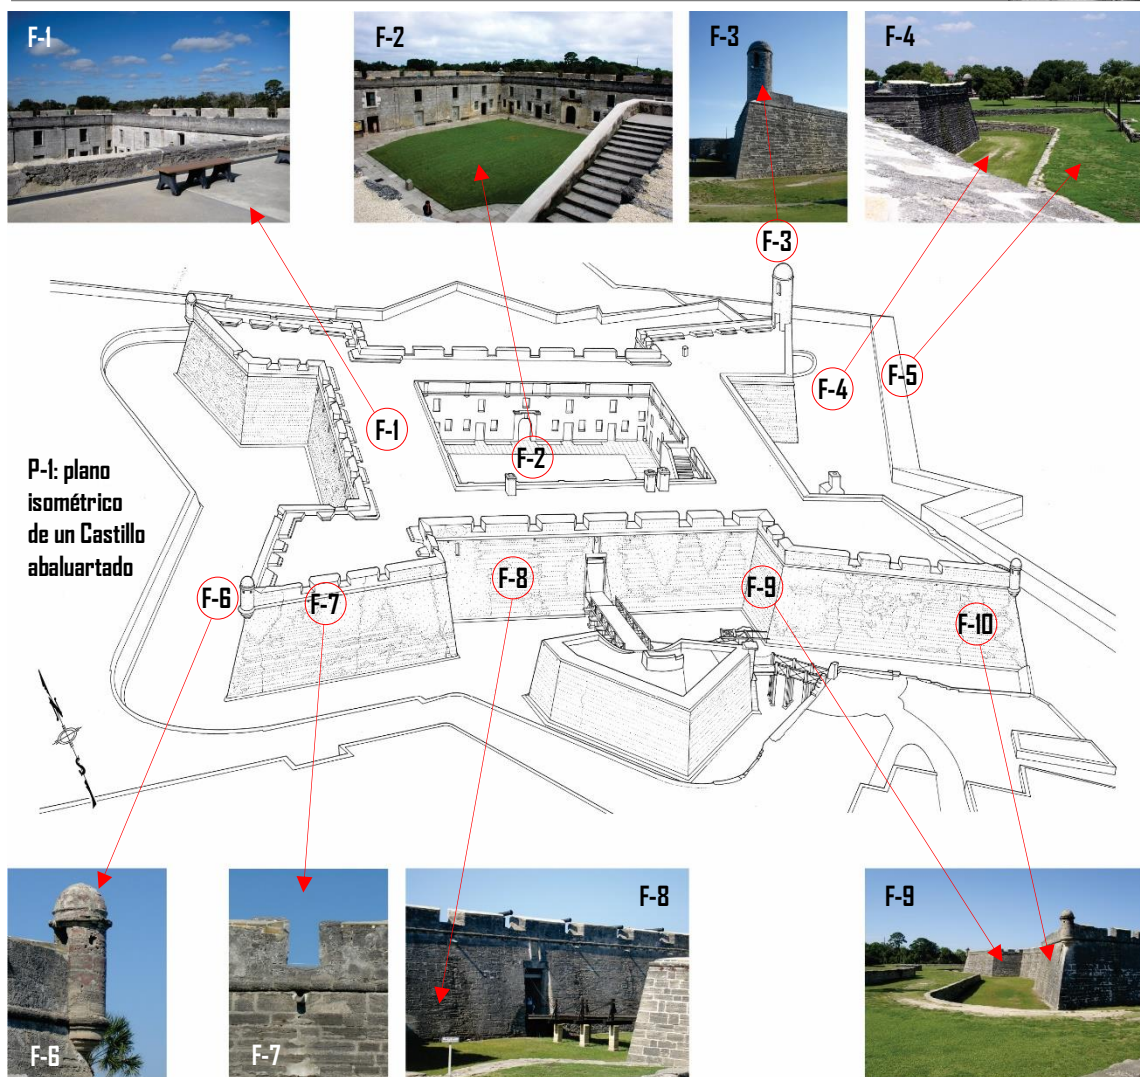 F-1
F-2
F-3
F-4
F-3
F-4
F-5
F-1
F-2
P-1: plano
isométrico
de un Castillo
abaluartado
F-6
F-7
F-8
F-9
F-10
N
S
F-6
F-7
F-8
F-9